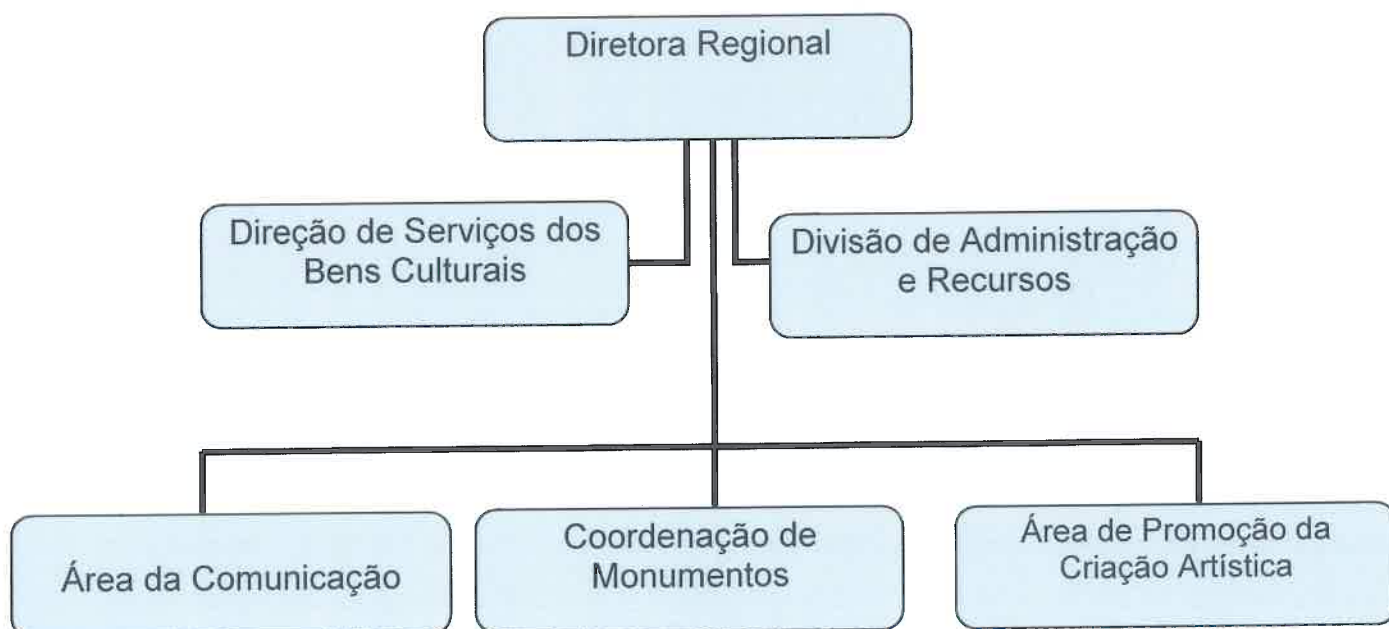 Diretora Regional
Direção de Serviços dos
Bens Culturais
Divisão de Administração
e Recursos
Área da Comunicação
Coordenação de
Monumentos
Área de Promoção da
Criação Artística